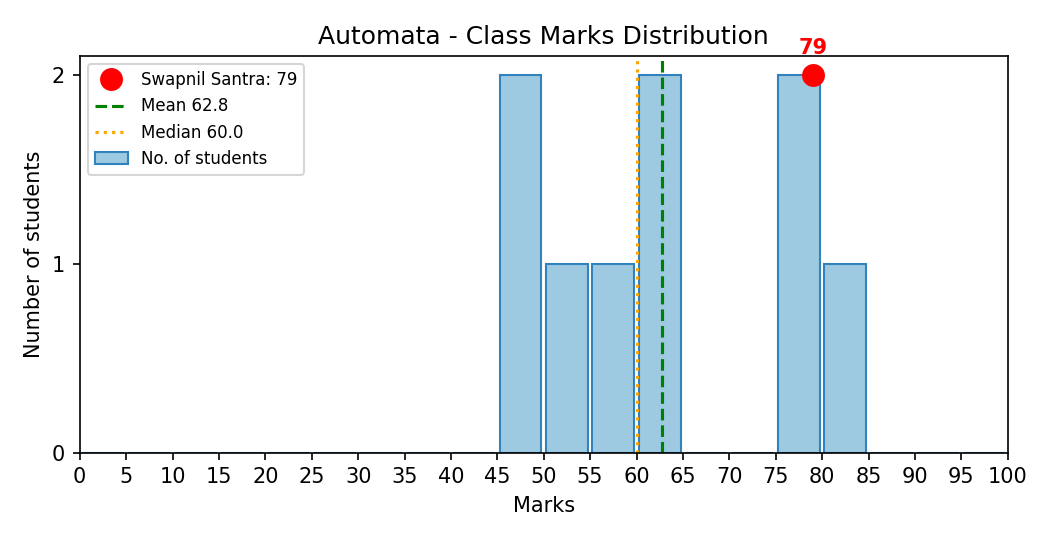 Automata - Class Marks Distribution
79
Swapnil Santra: 79
Mean 62.8
Median 60.0
No. of students
Number of students
2
1
0
0 5 10 15 20 25 30 35 40 45 50 55 60 65 70 75 80 85 90 95 100
Marks